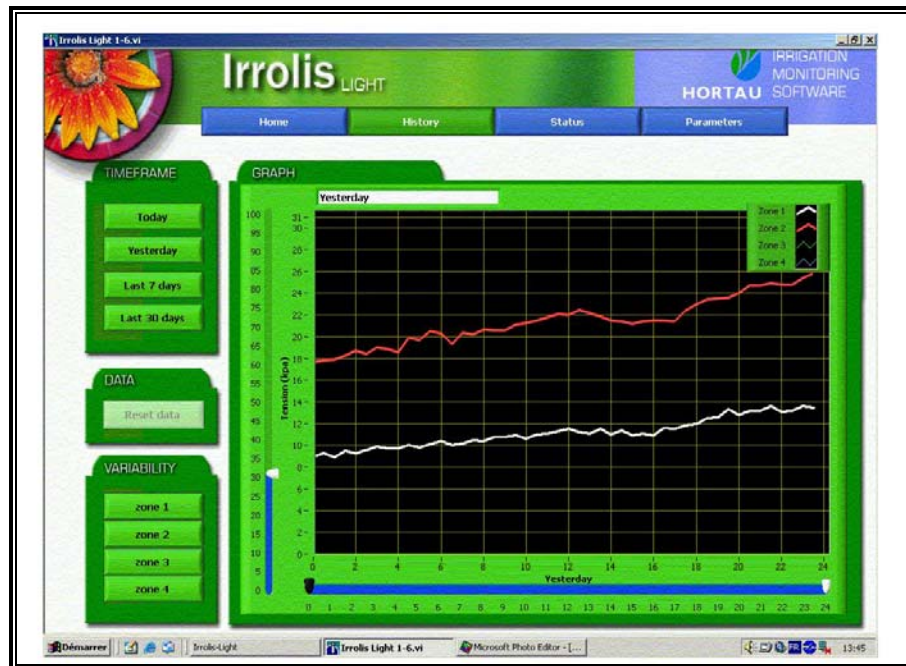 Irrolis Light 1-6.vi
Irrolis LIGHT
HORTAU
IRRIGATION
MONITORING
SOFTWARE
Home History Status Parameters
TIMEFRAME
Today
Yesterday
Last 7 days
Last 30 days
DATA
Reset data
VARIABILITY
zone 1
zone 2
zone 3
zone 4
GRAPH
Yesterday
100
95
90
85
80
75
70
65
60
55
50
45
40
35
30
25
20
15
10
5
0
Tension (kpa)
31
30
28
26
24
22
20
18
16
14
12
10
8
6
4
2
0
Zone 1
Zone 2
Zone 3
Zone 4
0 2 4 6 8 10 12 14 16 18 20 22 24
Yesterday
0 1 2 3 4 5 6 7 8 9 10 11 12 13 14 15 16 17 18 19 20 21 22 23 24
Démarrer Irrolis-Light Irrolis Light 1-6.vi Microsoft Photo Editor - [... FR 13:45